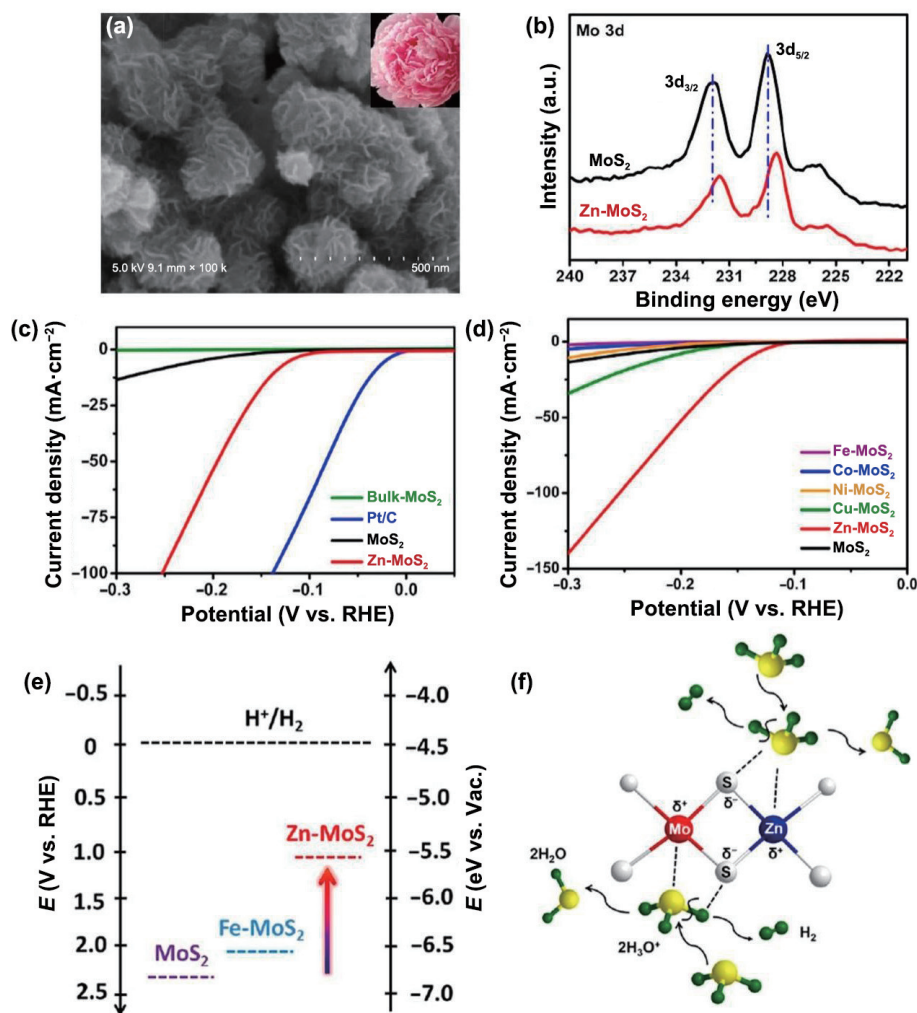 (a)
5.0 kV 9.1 mm × 100 k
500 nm
(b)
Mo 3d
3d5/2
3d3/2
MoS2
Zn-MoS2
Intensity (a.u.)
240 237 234 231 228 225 222
Binding energy (eV)
(c)
0
−25
−50
−75
−100
Current density (mA·cm−2)
Bulk-MoS2
Pt/C
MoS2
Zn-MoS2
−0.3 −0.2 −0.1 0.0
Potential (V vs. RHE)
(d)
0
−50
−100
−150
Current density (mA·cm−2)
Fe-MoS2
Co-MoS2
Ni-MoS2
Cu-MoS2
Zn-MoS2
MoS2
−0.3 −0.2 −0.1 0.0
Potential (V vs. RHE)
(e)
−0.5
0
0.5
1.0
1.5
2.0
2.5
E (V vs. RHE)
H+/H2
Zn-MoS2
Fe-MoS2
MoS2
−4.0
−4.5
−5.0
−5.5
−6.0
−6.5
−7.0
E (eV vs. Vac.)
(f)
S
δ+ δ−
Mo Zn
δ− δ+
S
2H2O
H2
2H3O+